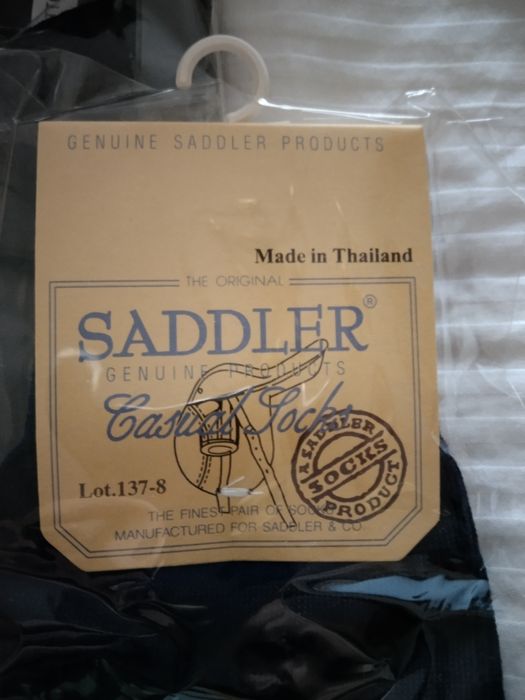 GENUINE SADDLER PRODUCTS
Made in Thailand
THE ORIGINAL
SADDLER®
GENUINE PRODUCTS
Casual Socks
A SADDLER
SOCKS
PRODUCT
Lot.137-8
THE FINEST PAIR OF SOCKS
MANUFACTURED FOR SADDLER & CO.